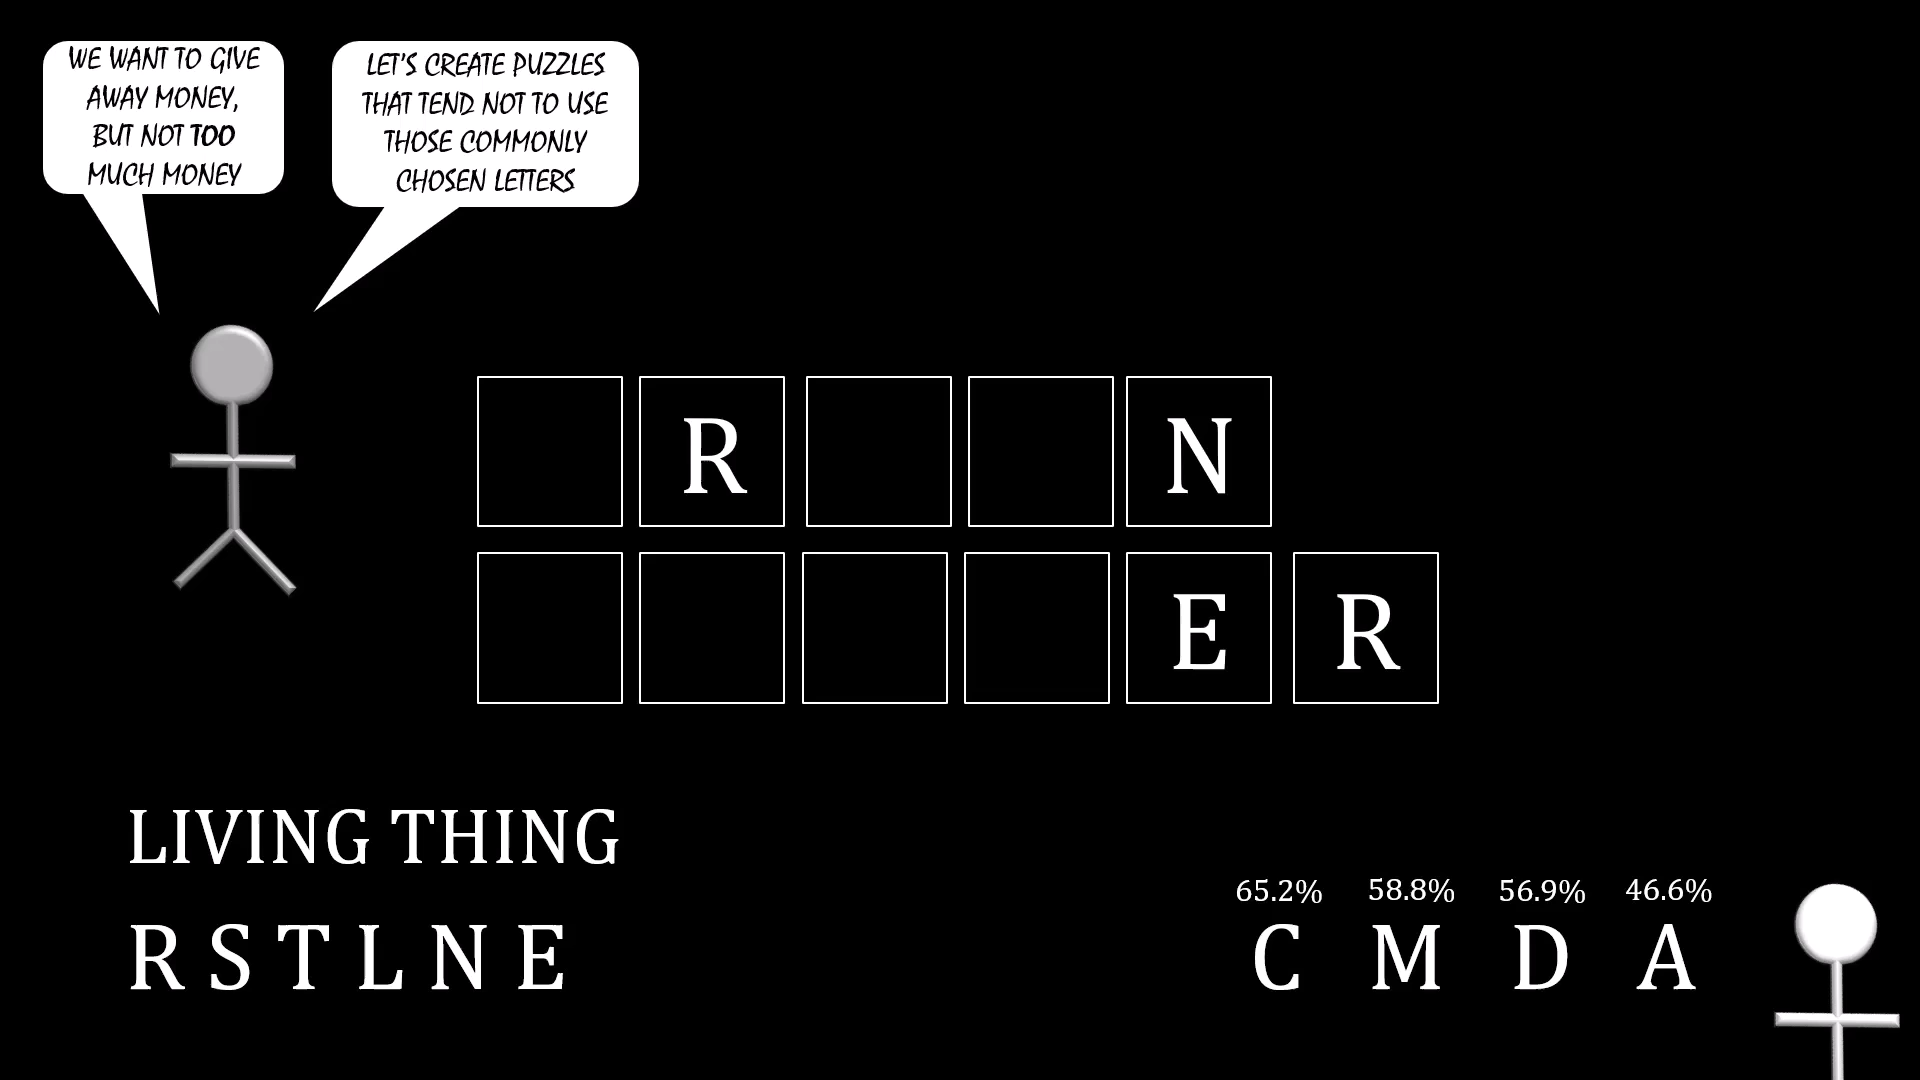 WE WANT TO GIVE
AWAY MONEY,
BUT NOT TOO
MUCH MONEY
LET'S CREATE PUZZLES
THAT TEND NOT TO USE
THOSE COMMONLY
CHOSEN LETTERS
R N
E R
LIVING THING
R S T L N E
65.2% 58.8% 56.9% 46.6%
C M D A